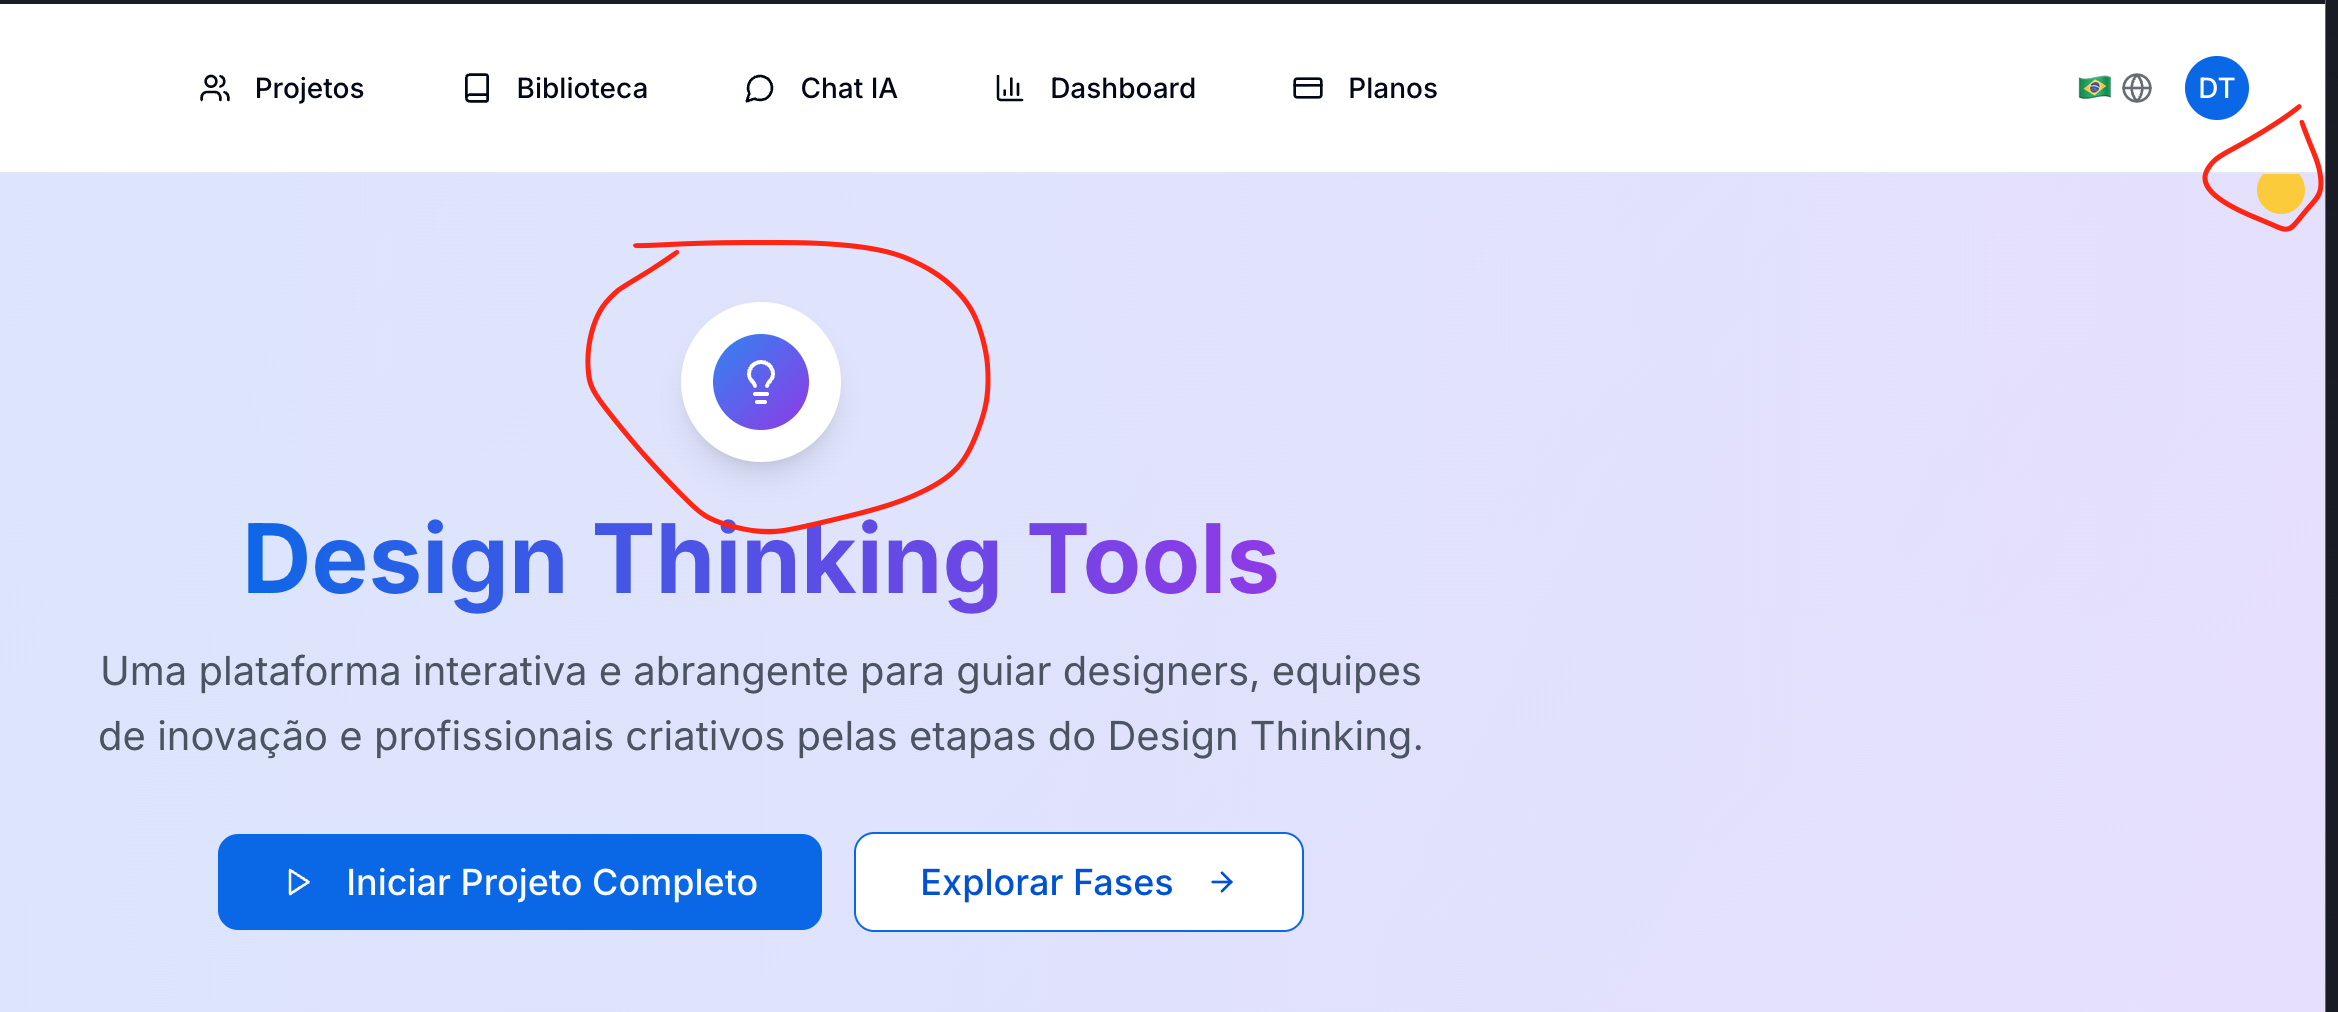 Projetos Biblioteca Chat IA Dashboard Planos DT
Design Thinking Tools
Uma plataforma interativa e abrangente para guiar designers, equipes
de inovação e profissionais criativos pelas etapas do Design Thinking.
Iniciar Projeto Completo Explorar Fases